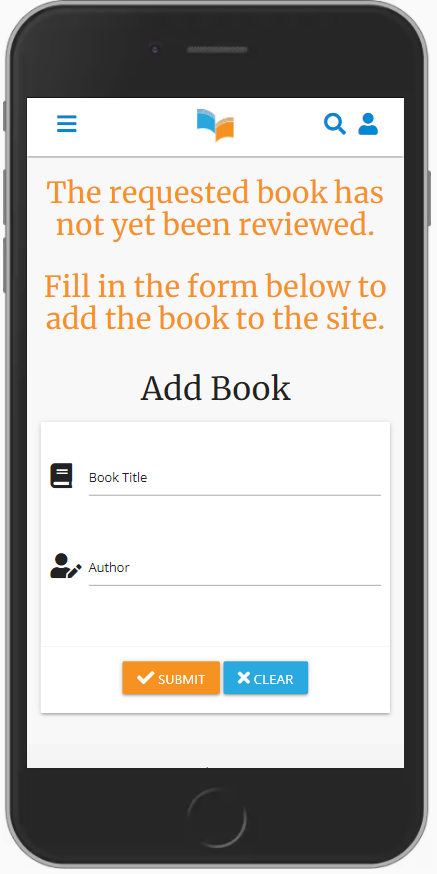 The requested book has
not yet been reviewed.
Fill in the form below to
add the book to the site.
Add Book
Book Title
Author
SUBMIT CLEAR